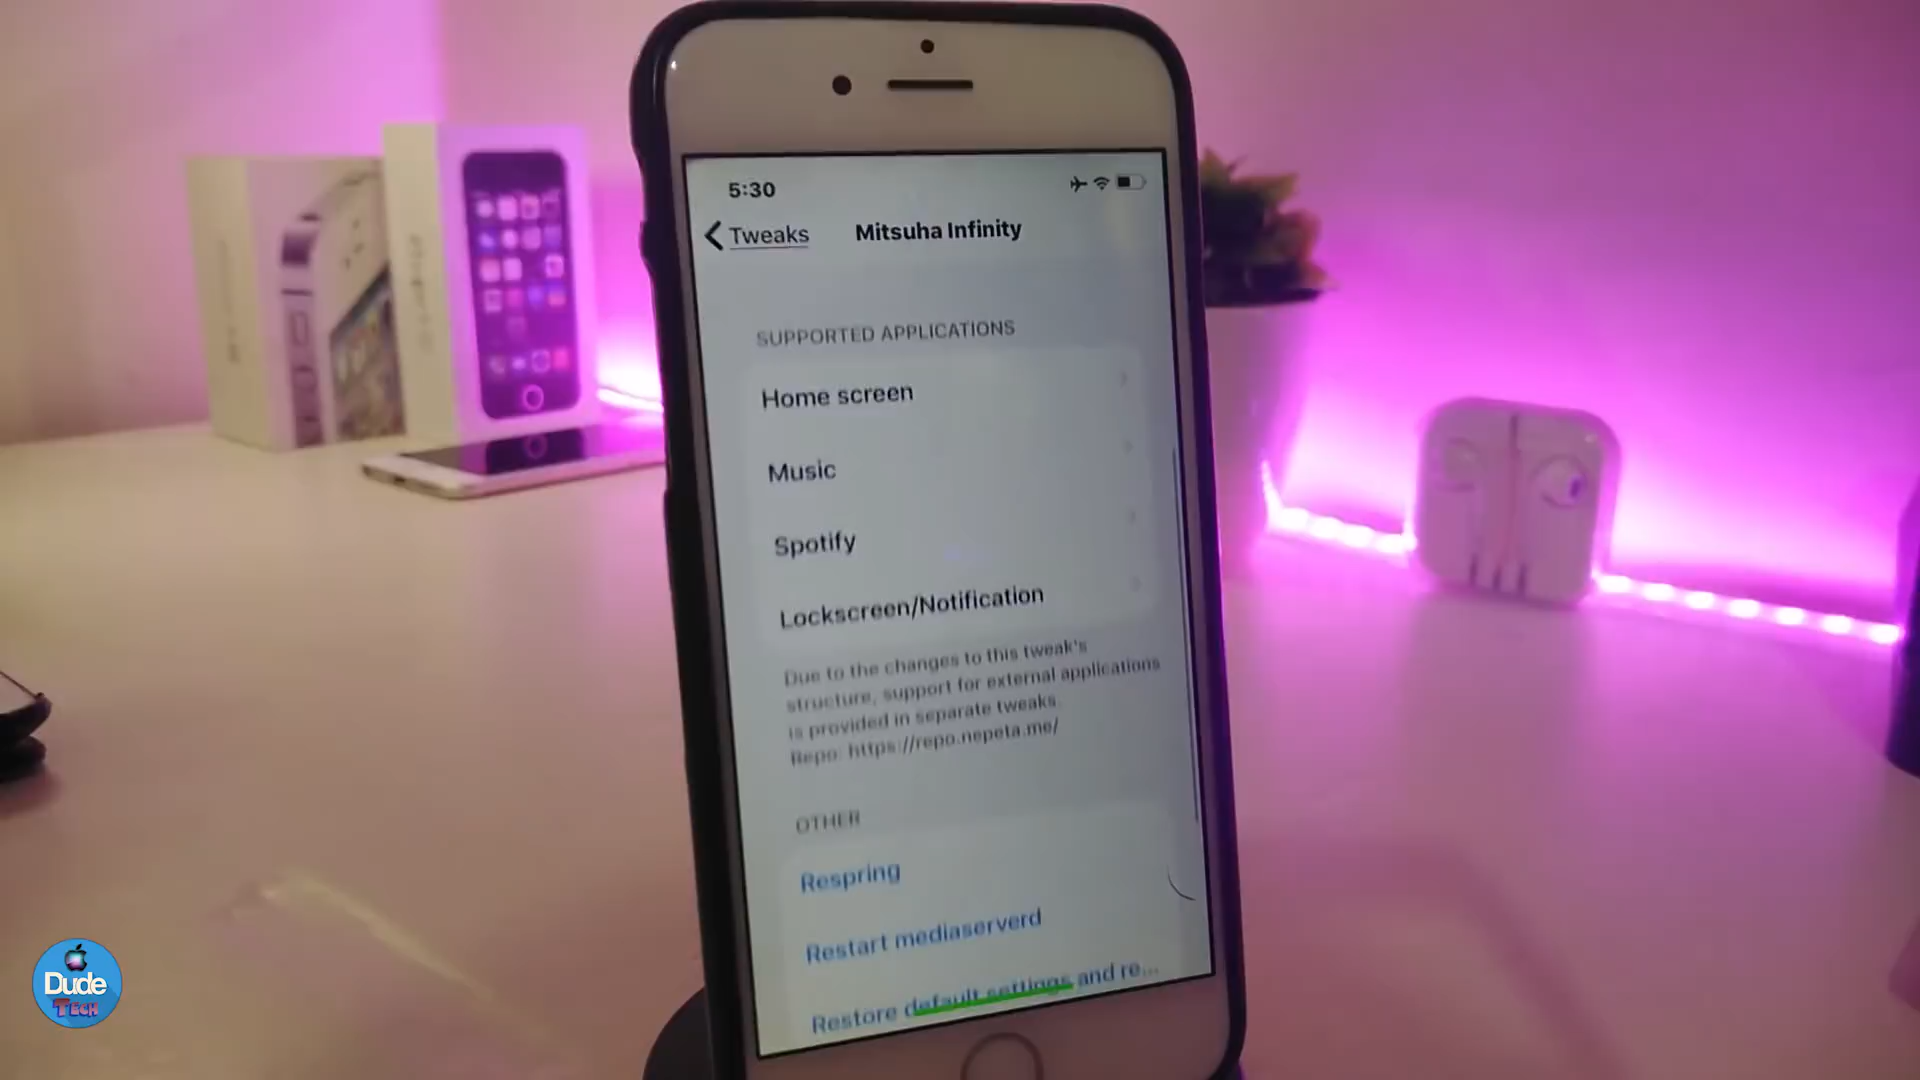 5:30
Tweaks
Mitsuha Infinity
SUPPORTED APPLICATIONS
Home screen
Music
Spotify
Lockscreen/Notification
Due to the changes to this tweak's
structure, support for external applications
is provided in separate tweaks.
Repo: https://repo.nepeta.me/
OTHER
Respring
Restart mediaserverd
Restore default settings and re...
Dude
TECH